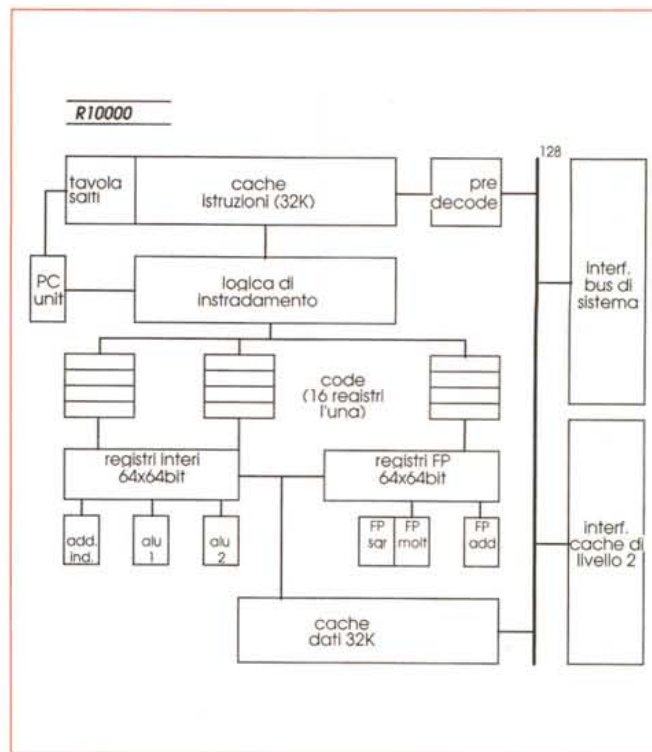 R10000
128
tavola
salti
cache
istruzioni (32K)
pre
decode
PC
unit
logica di
instradamento
Interf.
bus di
sistema
code
(16 registri
l'una)
registri interi
64x64bit
registri FP
64x64bit
add.
ind.
alu
1
alu
2
FP
sqr
FP
molt
FP
add
interf.
cache di
livello 2
cache
dati 32K